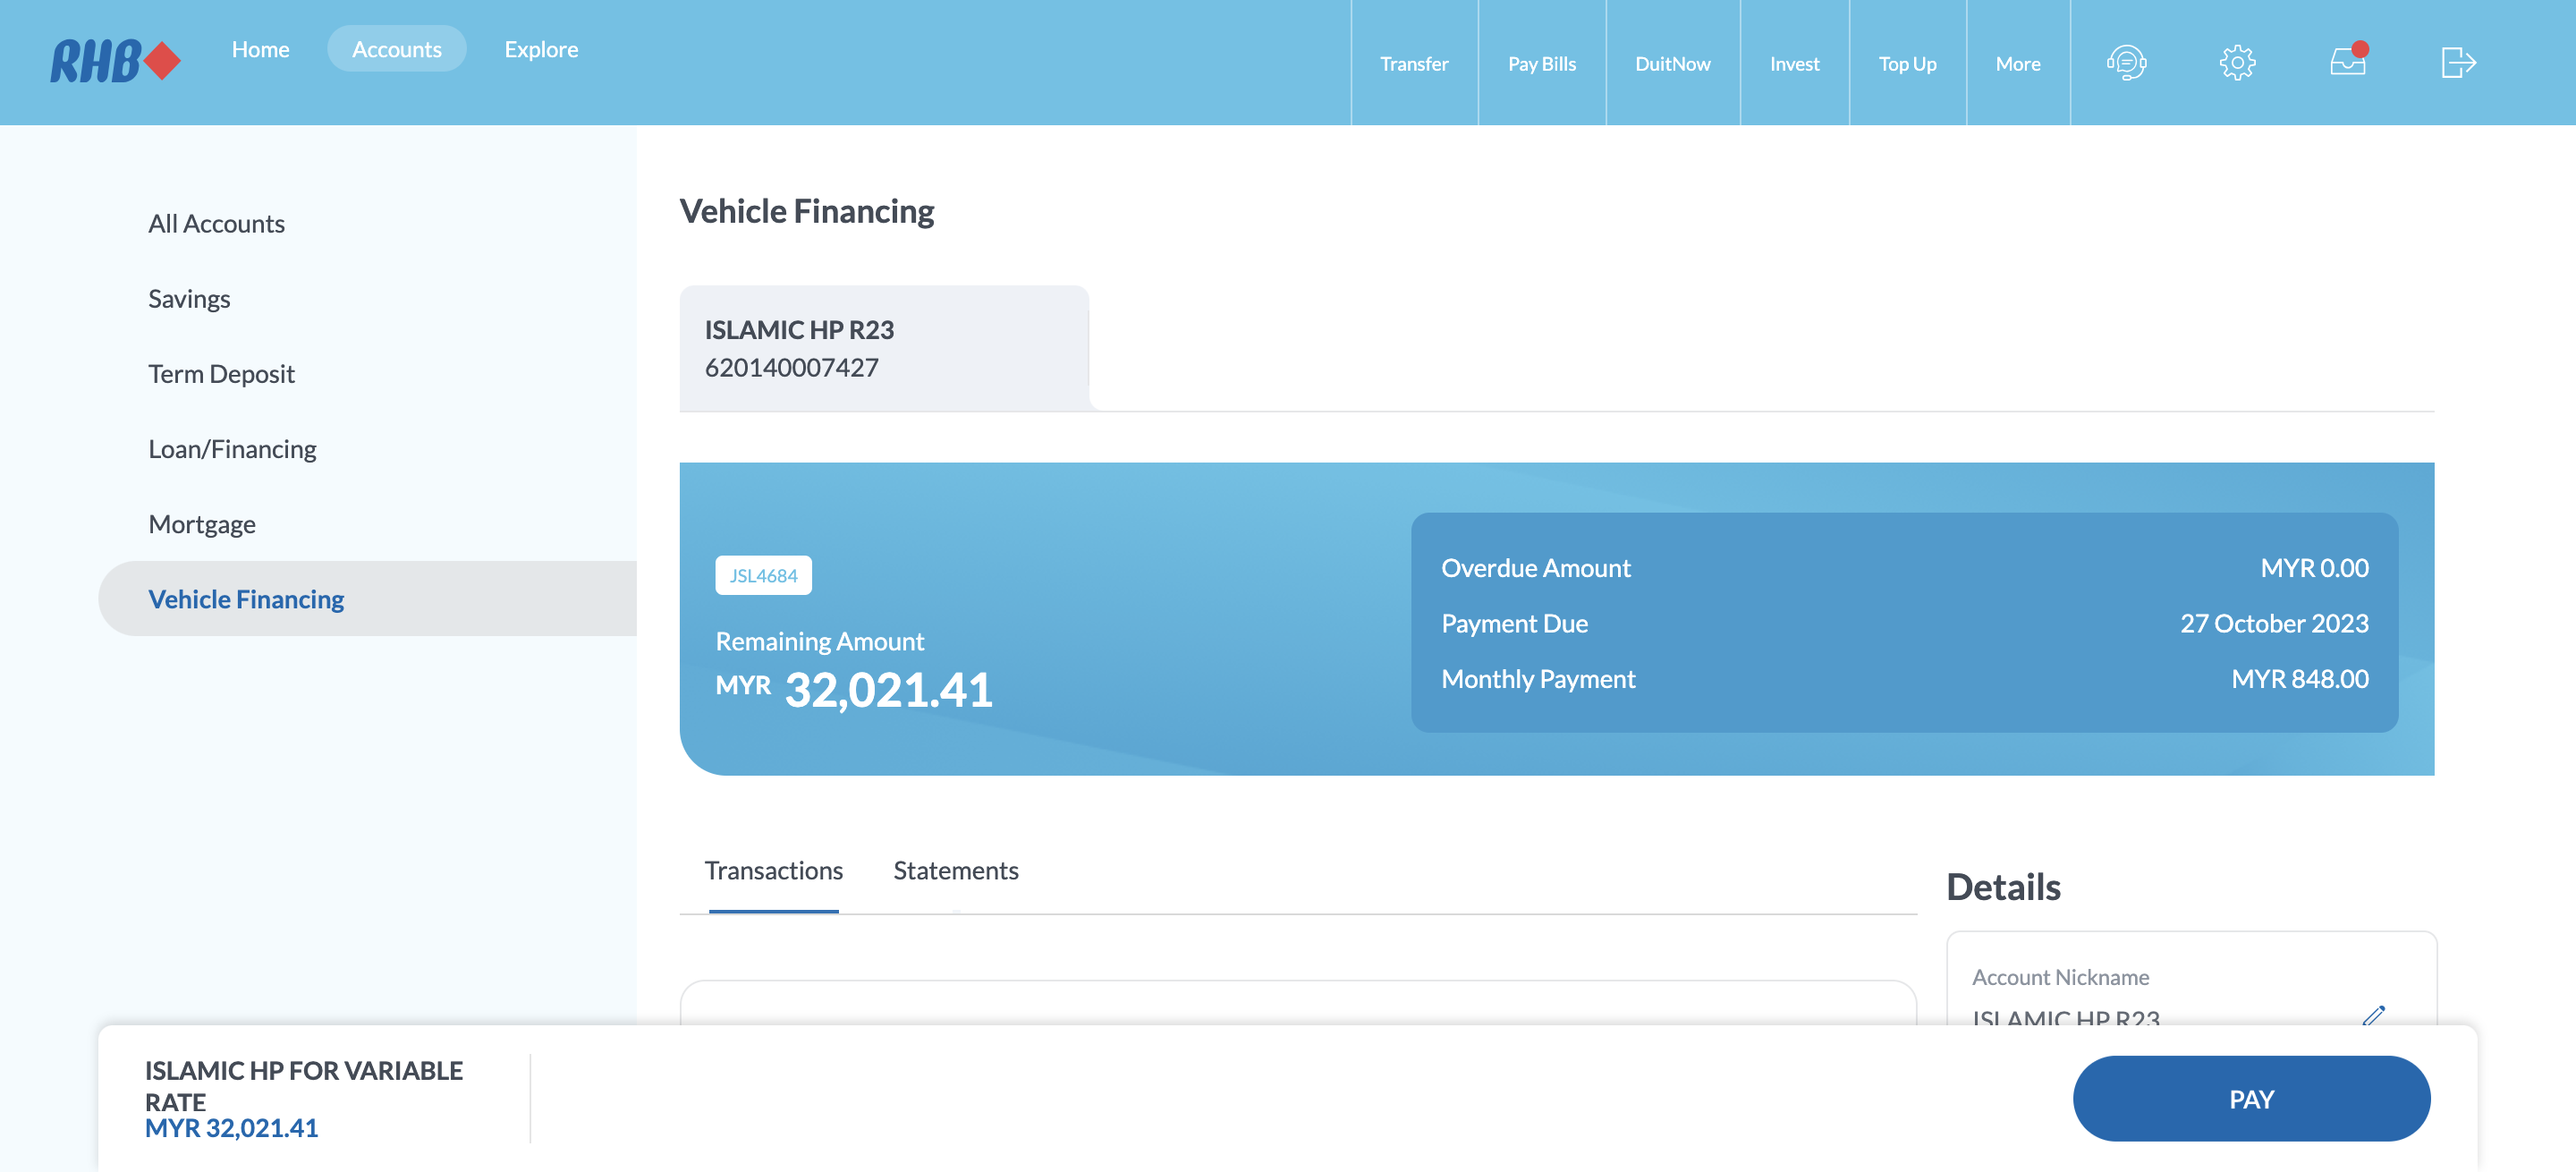 RHB
Home
Accounts
Explore
Transfer
Pay Bills
DuitNow
Invest
Top Up
More
All Accounts
Savings
Term Deposit
Loan/Financing
Mortgage
Vehicle Financing
Vehicle Financing
ISLAMIC HP R23
620140007427
JSL4684
Remaining Amount
MYR 32,021.41
Overdue Amount MYR 0.00
Payment Due 27 October 2023
Monthly Payment MYR 848.00
Transactions
Statements
Details
Account Nickname
ISLAMIC HP R23
ISLAMIC HP FOR VARIABLE
RATE
MYR 32,021.41
PAY